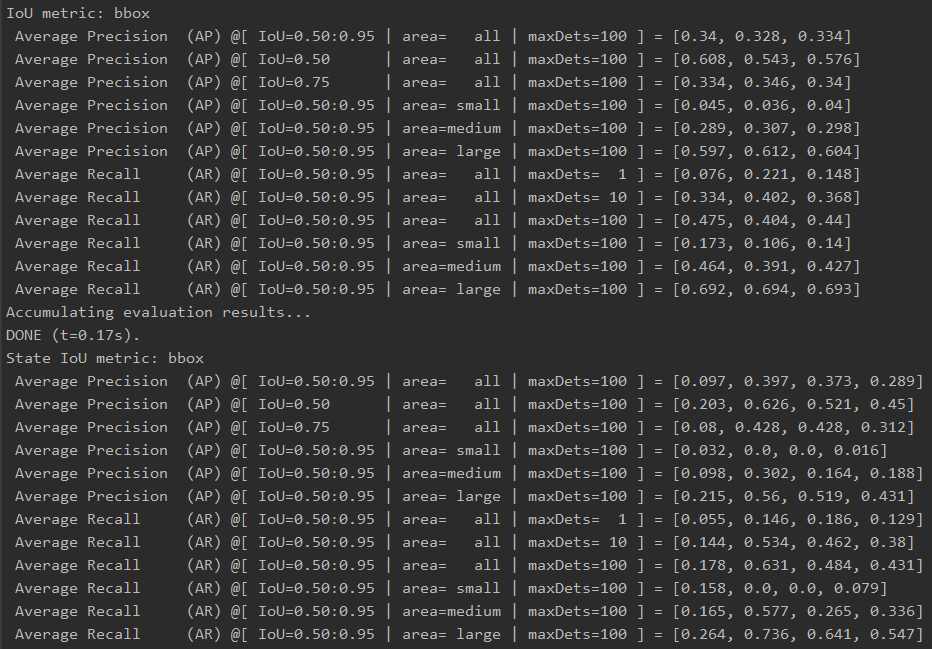 IoU metric: bbox
 Average Precision  (AP) @[ IoU=0.50:0.95 | area=   all | maxDets=100 ] = [0.34, 0.328, 0.334]
 Average Precision  (AP) @[ IoU=0.50      | area=   all | maxDets=100 ] = [0.608, 0.543, 0.576]
 Average Precision  (AP) @[ IoU=0.75      | area=   all | maxDets=100 ] = [0.334, 0.346, 0.34]
 Average Precision  (AP) @[ IoU=0.50:0.95 | area= small | maxDets=100 ] = [0.045, 0.036, 0.04]
 Average Precision  (AP) @[ IoU=0.50:0.95 | area=medium | maxDets=100 ] = [0.289, 0.307, 0.298]
 Average Precision  (AP) @[ IoU=0.50:0.95 | area= large | maxDets=100 ] = [0.597, 0.612, 0.604]
 Average Recall     (AR) @[ IoU=0.50:0.95 | area=   all | maxDets=  1 ] = [0.076, 0.221, 0.148]
 Average Recall     (AR) @[ IoU=0.50:0.95 | area=   all | maxDets= 10 ] = [0.334, 0.402, 0.368]
 Average Recall     (AR) @[ IoU=0.50:0.95 | area=   all | maxDets=100 ] = [0.475, 0.404, 0.44]
 Average Recall     (AR) @[ IoU=0.50:0.95 | area= small | maxDets=100 ] = [0.173, 0.106, 0.14]
 Average Recall     (AR) @[ IoU=0.50:0.95 | area=medium | maxDets=100 ] = [0.464, 0.391, 0.427]
 Average Recall     (AR) @[ IoU=0.50:0.95 | area= large | maxDets=100 ] = [0.692, 0.694, 0.693]
Accumulating evaluation results...
DONE (t=0.17s).
State IoU metric: bbox
 Average Precision  (AP) @[ IoU=0.50:0.95 | area=   all | maxDets=100 ] = [0.097, 0.397, 0.373, 0.289]
 Average Precision  (AP) @[ IoU=0.50      | area=   all | maxDets=100 ] = [0.203, 0.626, 0.521, 0.45]
 Average Precision  (AP) @[ IoU=0.75      | area=   all | maxDets=100 ] = [0.08, 0.428, 0.428, 0.312]
 Average Precision  (AP) @[ IoU=0.50:0.95 | area= small | maxDets=100 ] = [0.032, 0.0, 0.0, 0.016]
 Average Precision  (AP) @[ IoU=0.50:0.95 | area=medium | maxDets=100 ] = [0.098, 0.302, 0.164, 0.188]
 Average Precision  (AP) @[ IoU=0.50:0.95 | area= large | maxDets=100 ] = [0.215, 0.56, 0.519, 0.431]
 Average Recall     (AR) @[ IoU=0.50:0.95 | area=   all | maxDets=  1 ] = [0.055, 0.146, 0.186, 0.129]
 Average Recall     (AR) @[ IoU=0.50:0.95 | area=   all | maxDets= 10 ] = [0.144, 0.534, 0.462, 0.38]
 Average Recall     (AR) @[ IoU=0.50:0.95 | area=   all | maxDets=100 ] = [0.178, 0.631, 0.484, 0.431]
 Average Recall     (AR) @[ IoU=0.50:0.95 | area= small | maxDets=100 ] = [0.158, 0.0, 0.0, 0.079]
 Average Recall     (AR) @[ IoU=0.50:0.95 | area=medium | maxDets=100 ] = [0.165, 0.577, 0.265, 0.336]
 Average Recall     (AR) @[ IoU=0.50:0.95 | area= large | maxDets=100 ] = [0.264, 0.736, 0.641, 0.547]